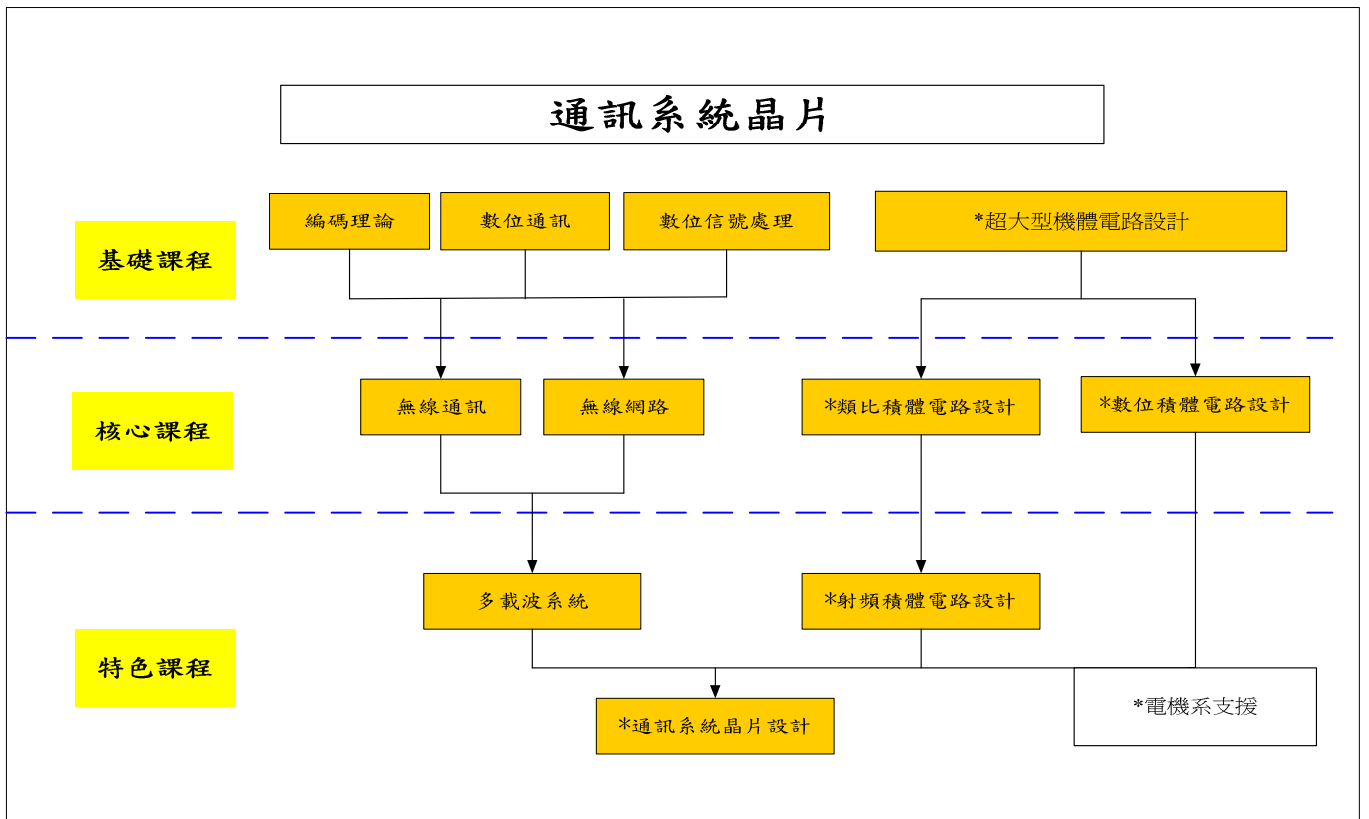 通訊系統晶片
編碼理論
數位通訊
數位信號處理
*超大型機體電路設計
基礎課程
無線通訊
無線網路
*類比積體電路設計
*數位積體電路設計
核心課程
多載波系統
*射頻積體電路設計
特色課程
*通訊系統晶片設計
*電機系支援